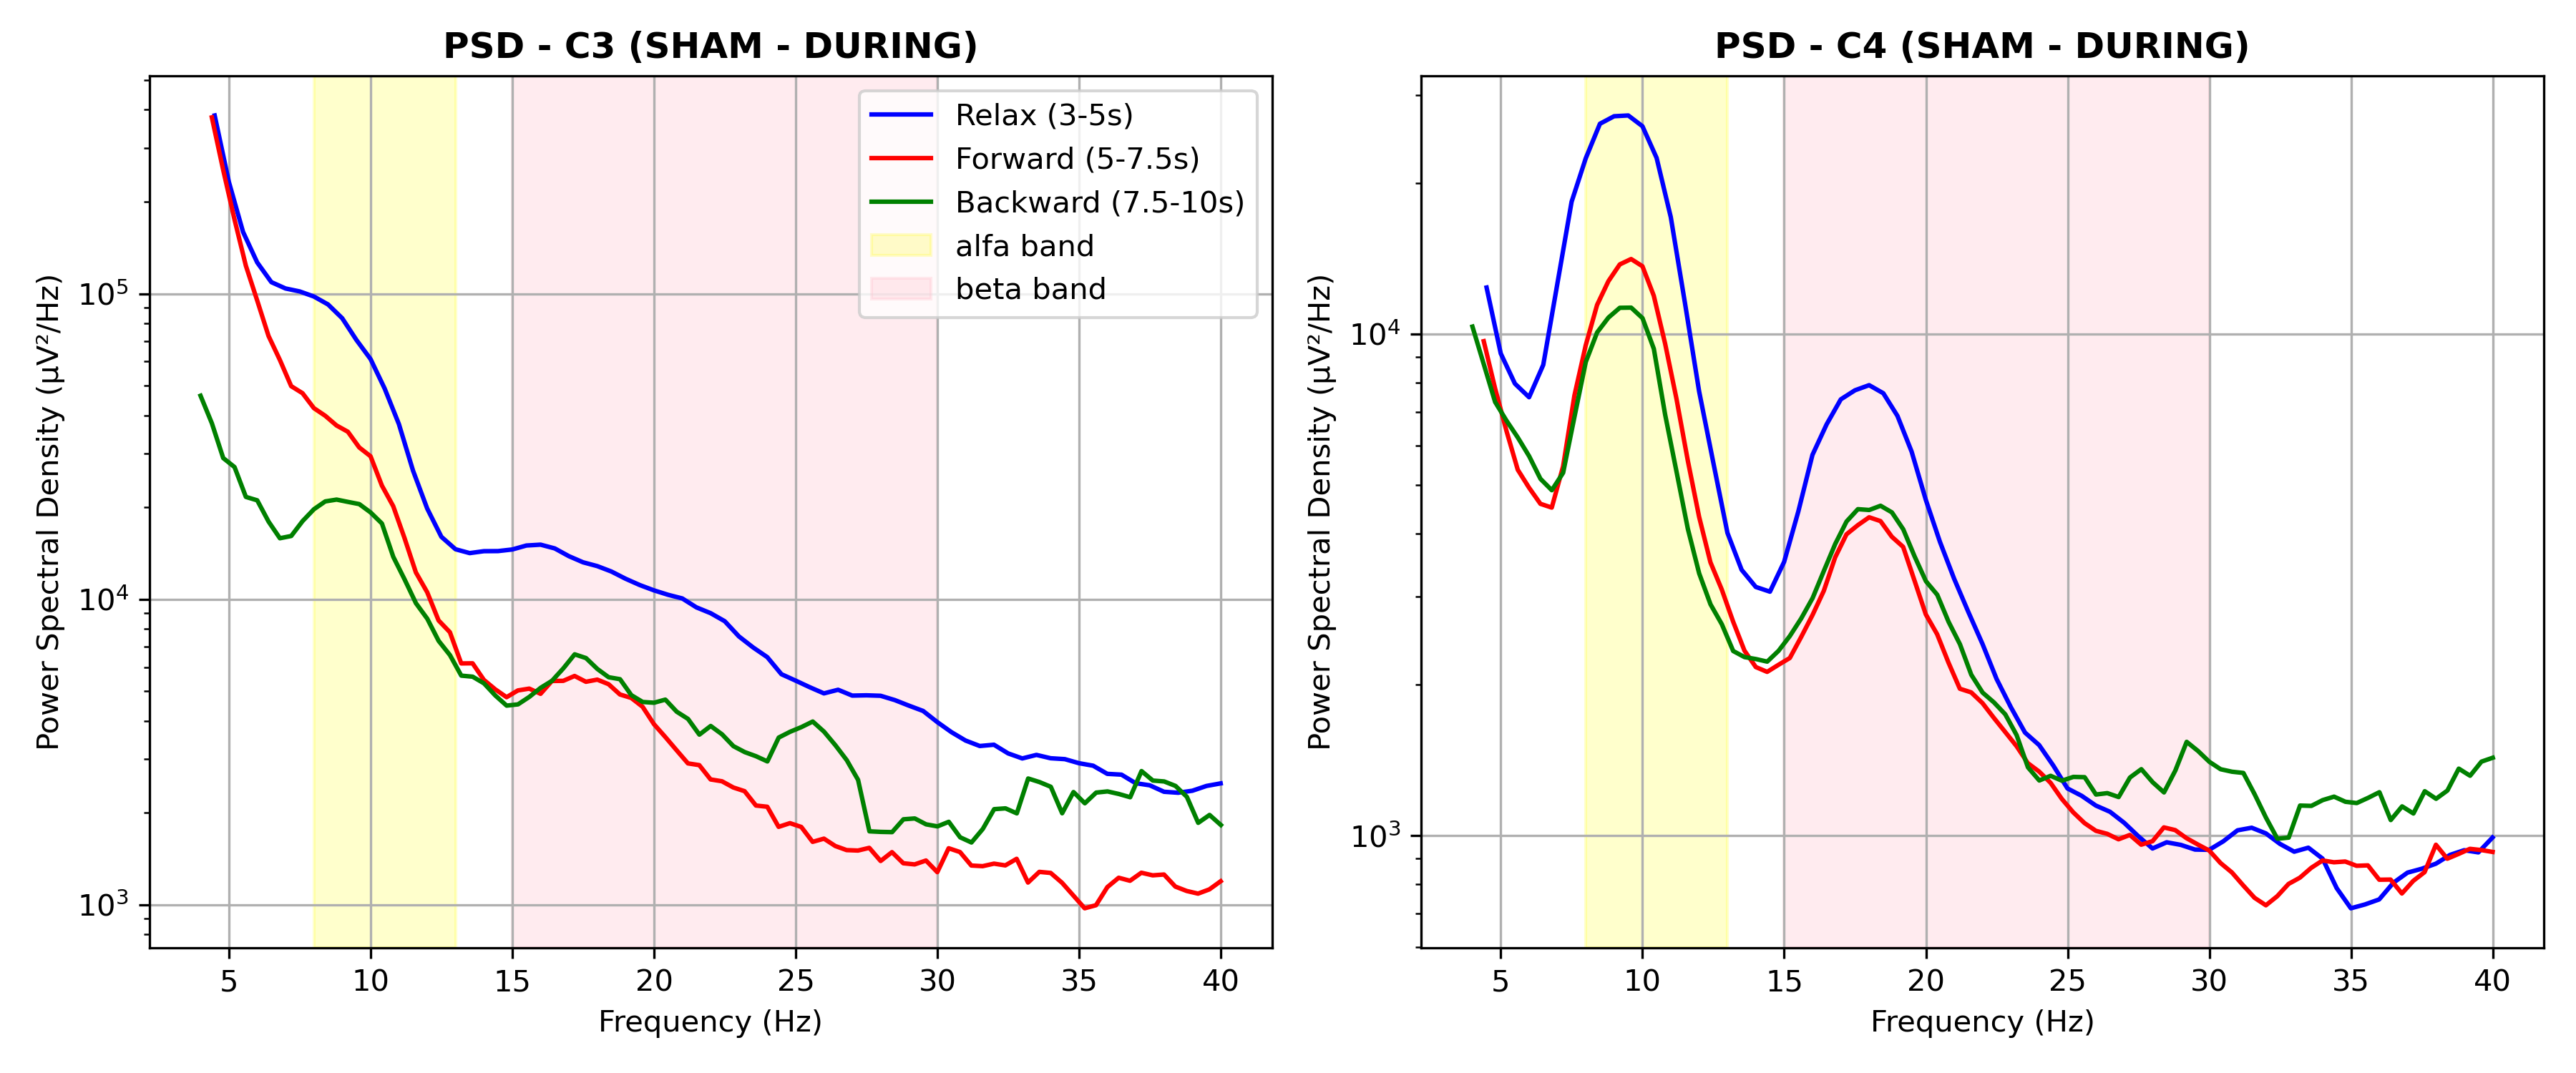 PSD - C3 (SHAM - DURING)
Power Spectral Density (µV²/Hz)
10⁵
10⁴
10³
Relax (3-5s)
Forward (5-7.5s)
Backward (7.5-10s)
alfa band
beta band
5 10 15 20 25 30 35 40
Frequency (Hz)
PSD - C4 (SHAM - DURING)
Power Spectral Density (µV²/Hz)
10⁴
10³
5 10 15 20 25 30 35 40
Frequency (Hz)